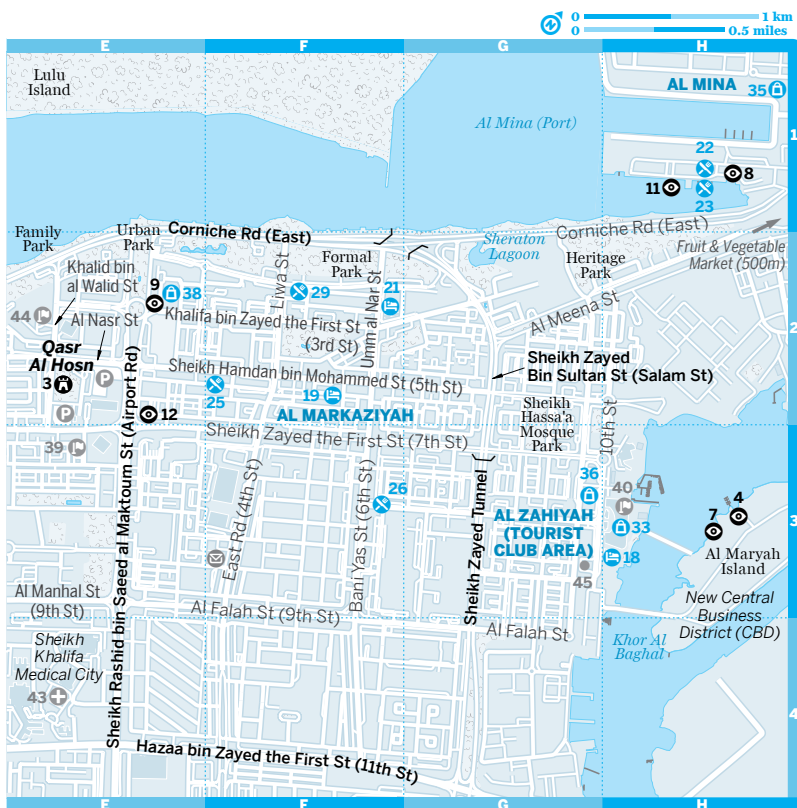 0 1 km
0 0.5 miles
E F G H
Lulu
Island
AL MINA
35
Al Mina (Port)
1
22
8
11
23
Family
Park
Urban
Park
Corniche Rd (East)
Corniche Rd (East)
Sheraton
Lagoon
Heritage
Park
Fruit & Vegetable
Market (500m)
Formal
Park
Khalid bin
al Walid St
9
38
Liwa St
29
21
Umm al Nar St
Al Meena St
44
Al Nasr St
Khalifa bin Zayed the First St
(3rd St)
2
Qasr
Al Hosn
3
P
P
Sheikh Hamdan bin Mohammed St (5th St)
Sheikh Zayed
Bin Sultan St (Salam St)
25
19
AL MARKAZIYAH
12
Sheikh
Hassa'a
Mosque
Park
10th St
39
Sheikh Zayed the First St (7th St)
Sheikh Rashid bin Saeed al Maktoum St (Airport Rd)
East Rd (4th St)
Bani Yas St (6th St)
26
Sheikh Zayed Tunnel
36
40
AL ZAHIYAH
(TOURIST
CLUB AREA)
33
7
4
3
18
45
Al Maryah
Island
Al Manhal St
(9th St)
Al Falah St (9th St)
Al Falah St
New Central
Business
District (CBD)
Khor Al
Baghal
Sheikh
Khalifa
Medical City
43
4
Hazaa bin Zayed the First St (11th St)
E F G H